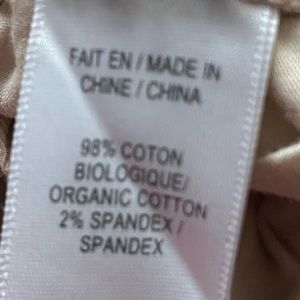 FAIT EN / MADE IN
CHINE / CHINA
98% COTON
BIOLOGIQUE/
ORGANIC COTTON
2% SPANDEX /
SPANDEX